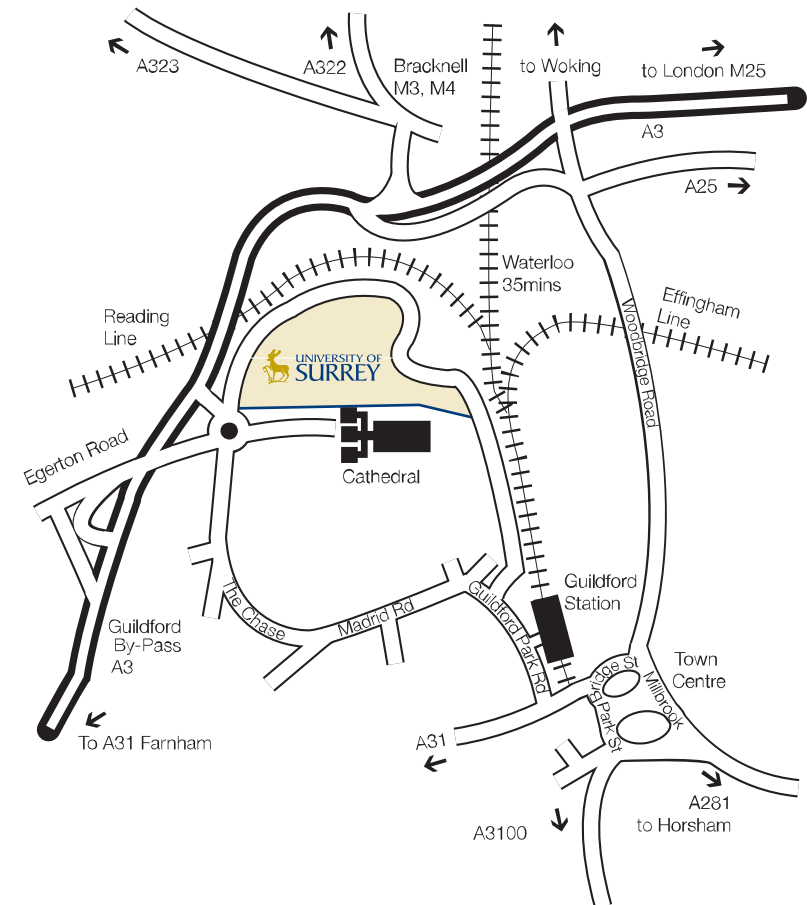 A323
A322
Bracknell
M3, M4
to Woking
to London M25
A3
A25
Waterloo
35mins
Effingham
Line
Reading
Line
Woodbridge Road
UNIVERSITY OF
SURREY
Egerton Road
Cathedral
The Chase
Madrid Rd
Guildford Park Rd
Guildford
Station
Guildford
By-Pass
A3
Bridge St
Millbrook
Park St
Town
Centre
To A31 Farnham
A31
A281
to Horsham
A3100